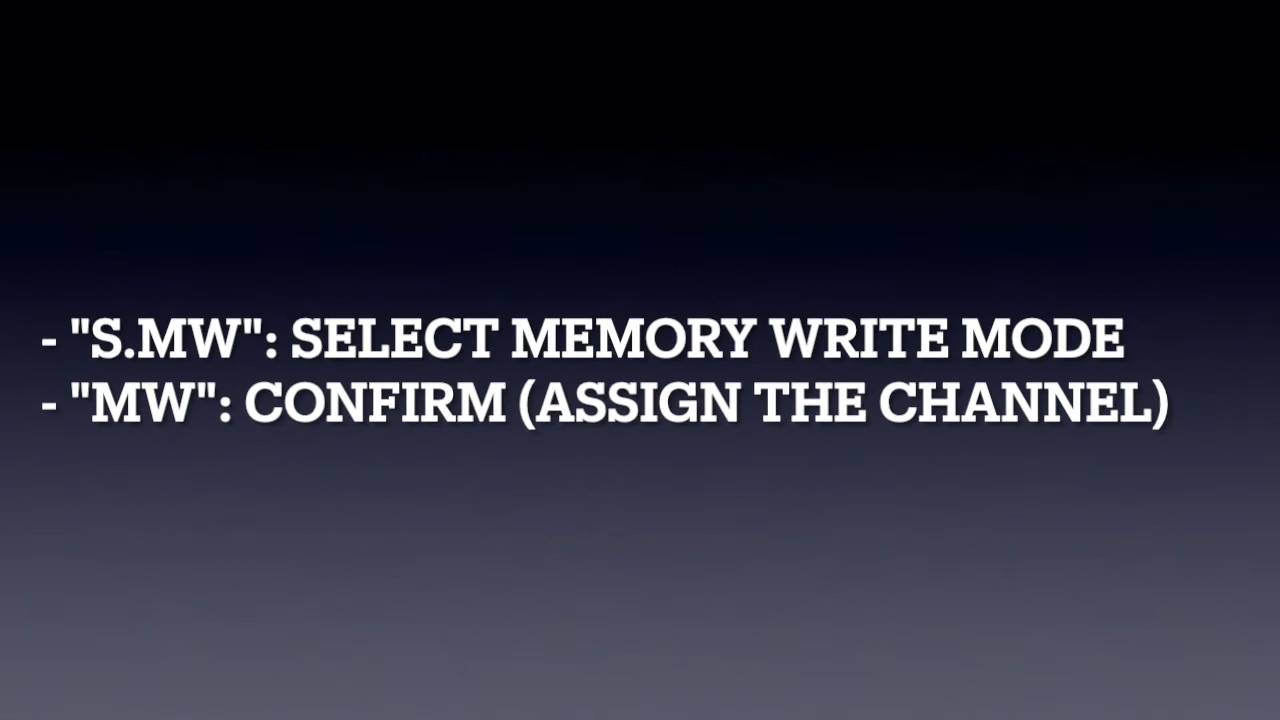 - "S.MW": SELECT MEMORY WRITE MODE
- "MW": CONFIRM (ASSIGN THE CHANNEL)